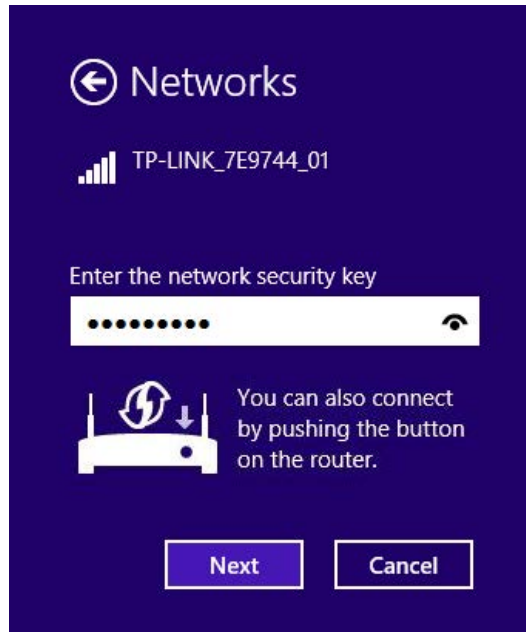 Networks
TP-LINK_7E9744_01
Enter the network security key
•••••••••
You can also connect
by pushing the button
on the router.
Next Cancel